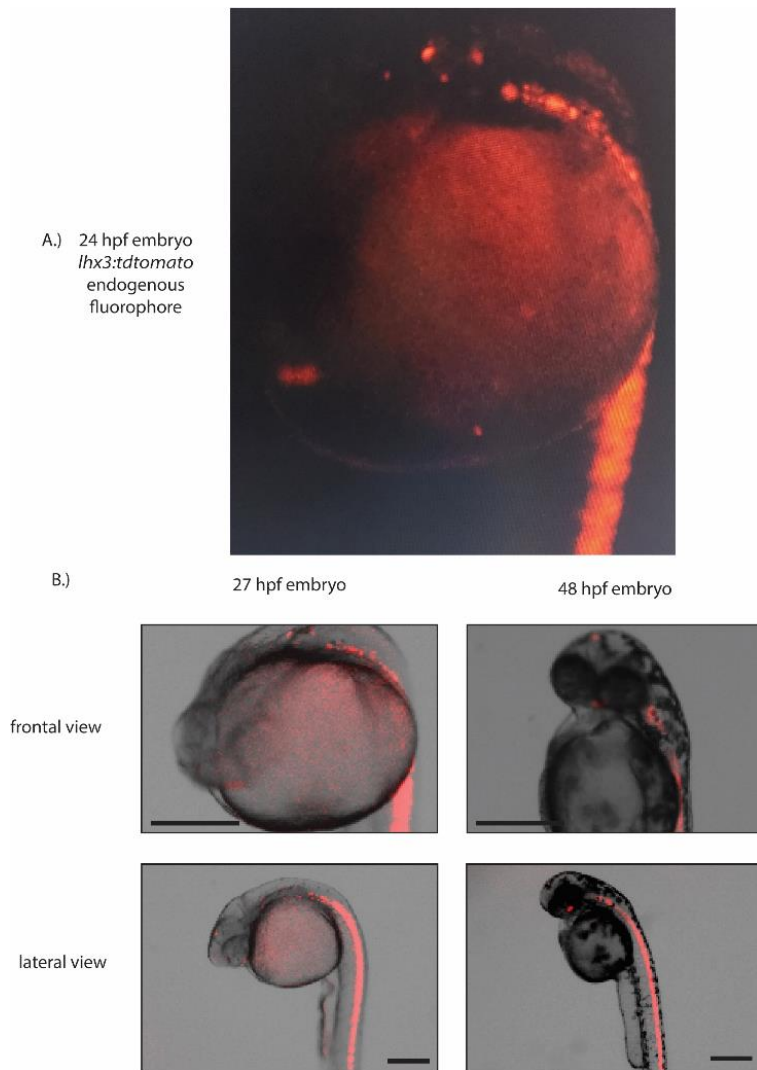 A.) 24 hpf embryo
lhx3:tdtomato
endogenous
fluorophore
B.)
27 hpf embryo
48 hpf embryo
frontal view
lateral view